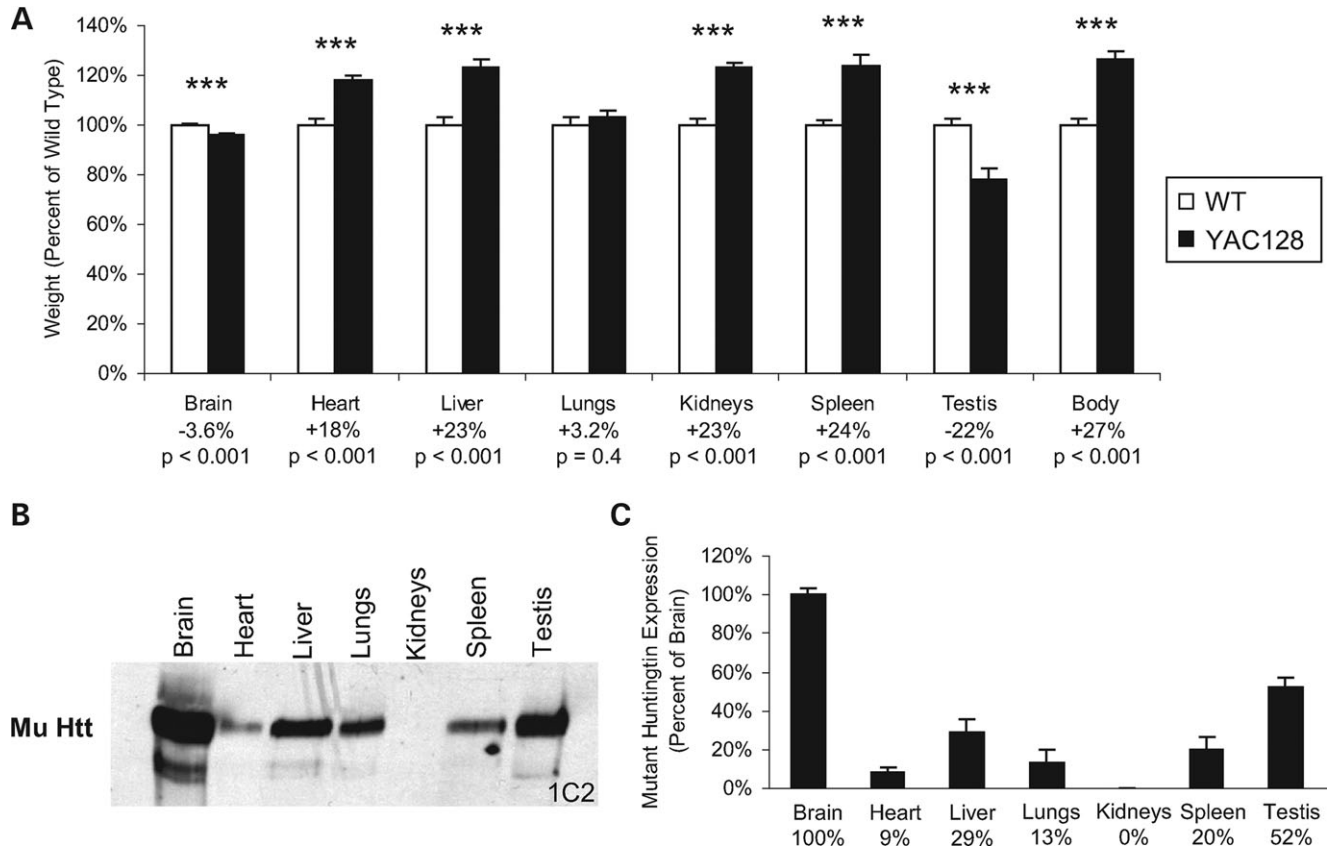 A
Weight (Percent of Wild Type)
140%
120%
100%
80%
60%
40%
20%
0%
*** *** *** *** *** *** ***
Brain Heart Liver Lungs Kidneys Spleen Testis Body
-3.6% +18% +23% +3.2% +23% +24% -22% +27%
p < 0.001 p < 0.001 p < 0.001 p = 0.4 p < 0.001 p < 0.001 p < 0.001 p < 0.001
WT
YAC128
B
Brain Heart Liver Lungs Kidneys Spleen Testis
Mu Htt
1C2
C
Mutant Huntingtin Expression
(Percent of Brain)
120%
100%
80%
60%
40%
20%
0%
Brain Heart Liver Lungs Kidneys Spleen Testis
100% 9% 29% 13% 0% 20% 52%